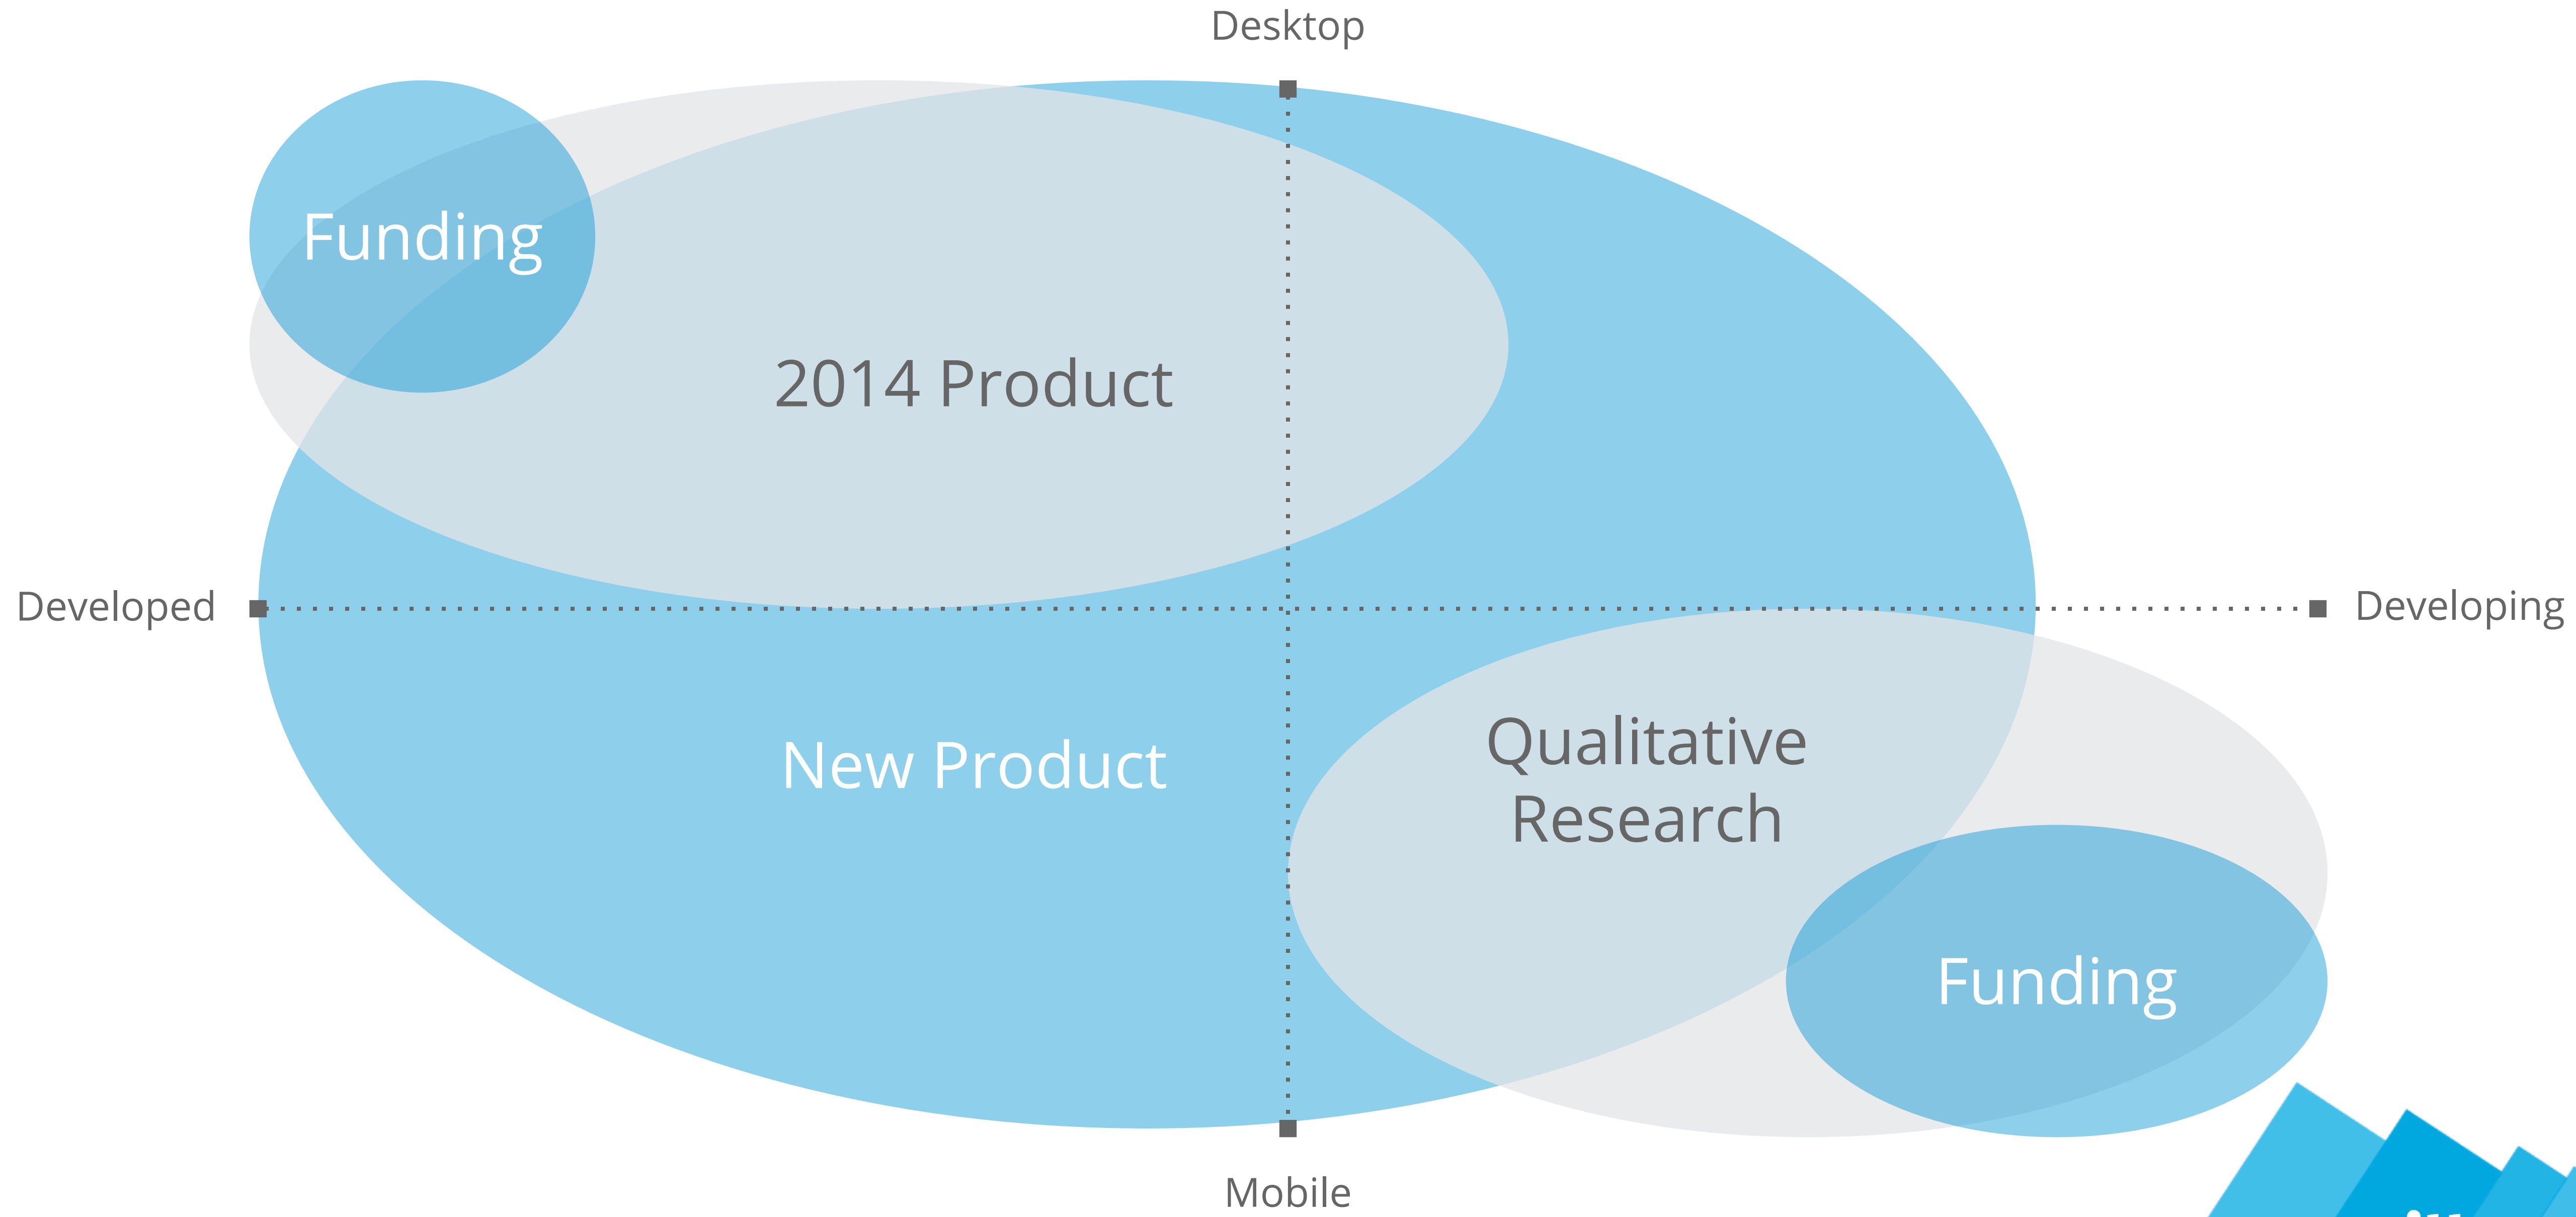 Desktop
Funding
2014 Product
Developed
Developing
New Product
Qualitative
Research
Funding
Mobile